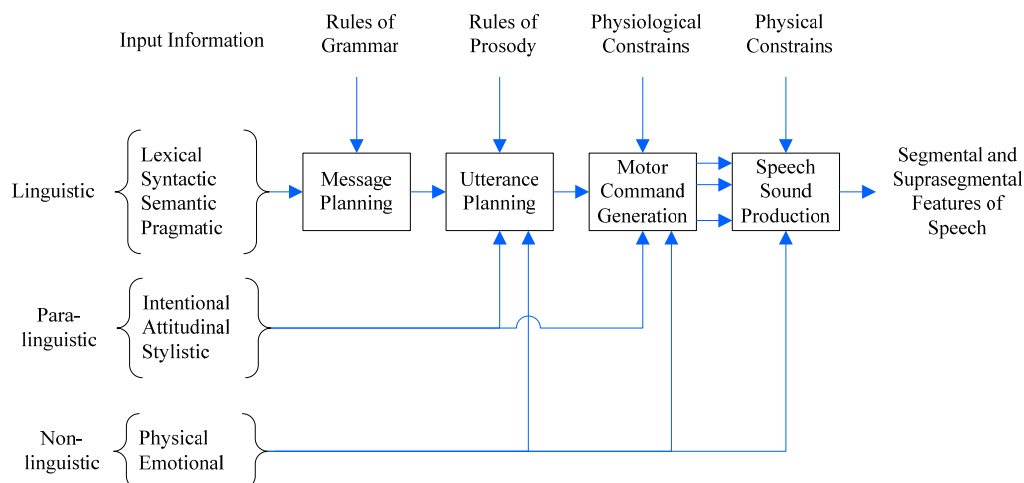 Input Information
Rules of
Grammar
Rules of
Prosody
Physiological
Constrains
Physical
Constrains
Linguistic
Lexical
Syntactic
Semantic
Pragmatic
Message
Planning
Utterance
Planning
Motor
Command
Generation
Speech
Sound
Production
Segmental and
Suprasegmental
Features of
Speech
Para-
linguistic
Intentional
Attitudinal
Stylistic
Non-
linguistic
Physical
Emotional